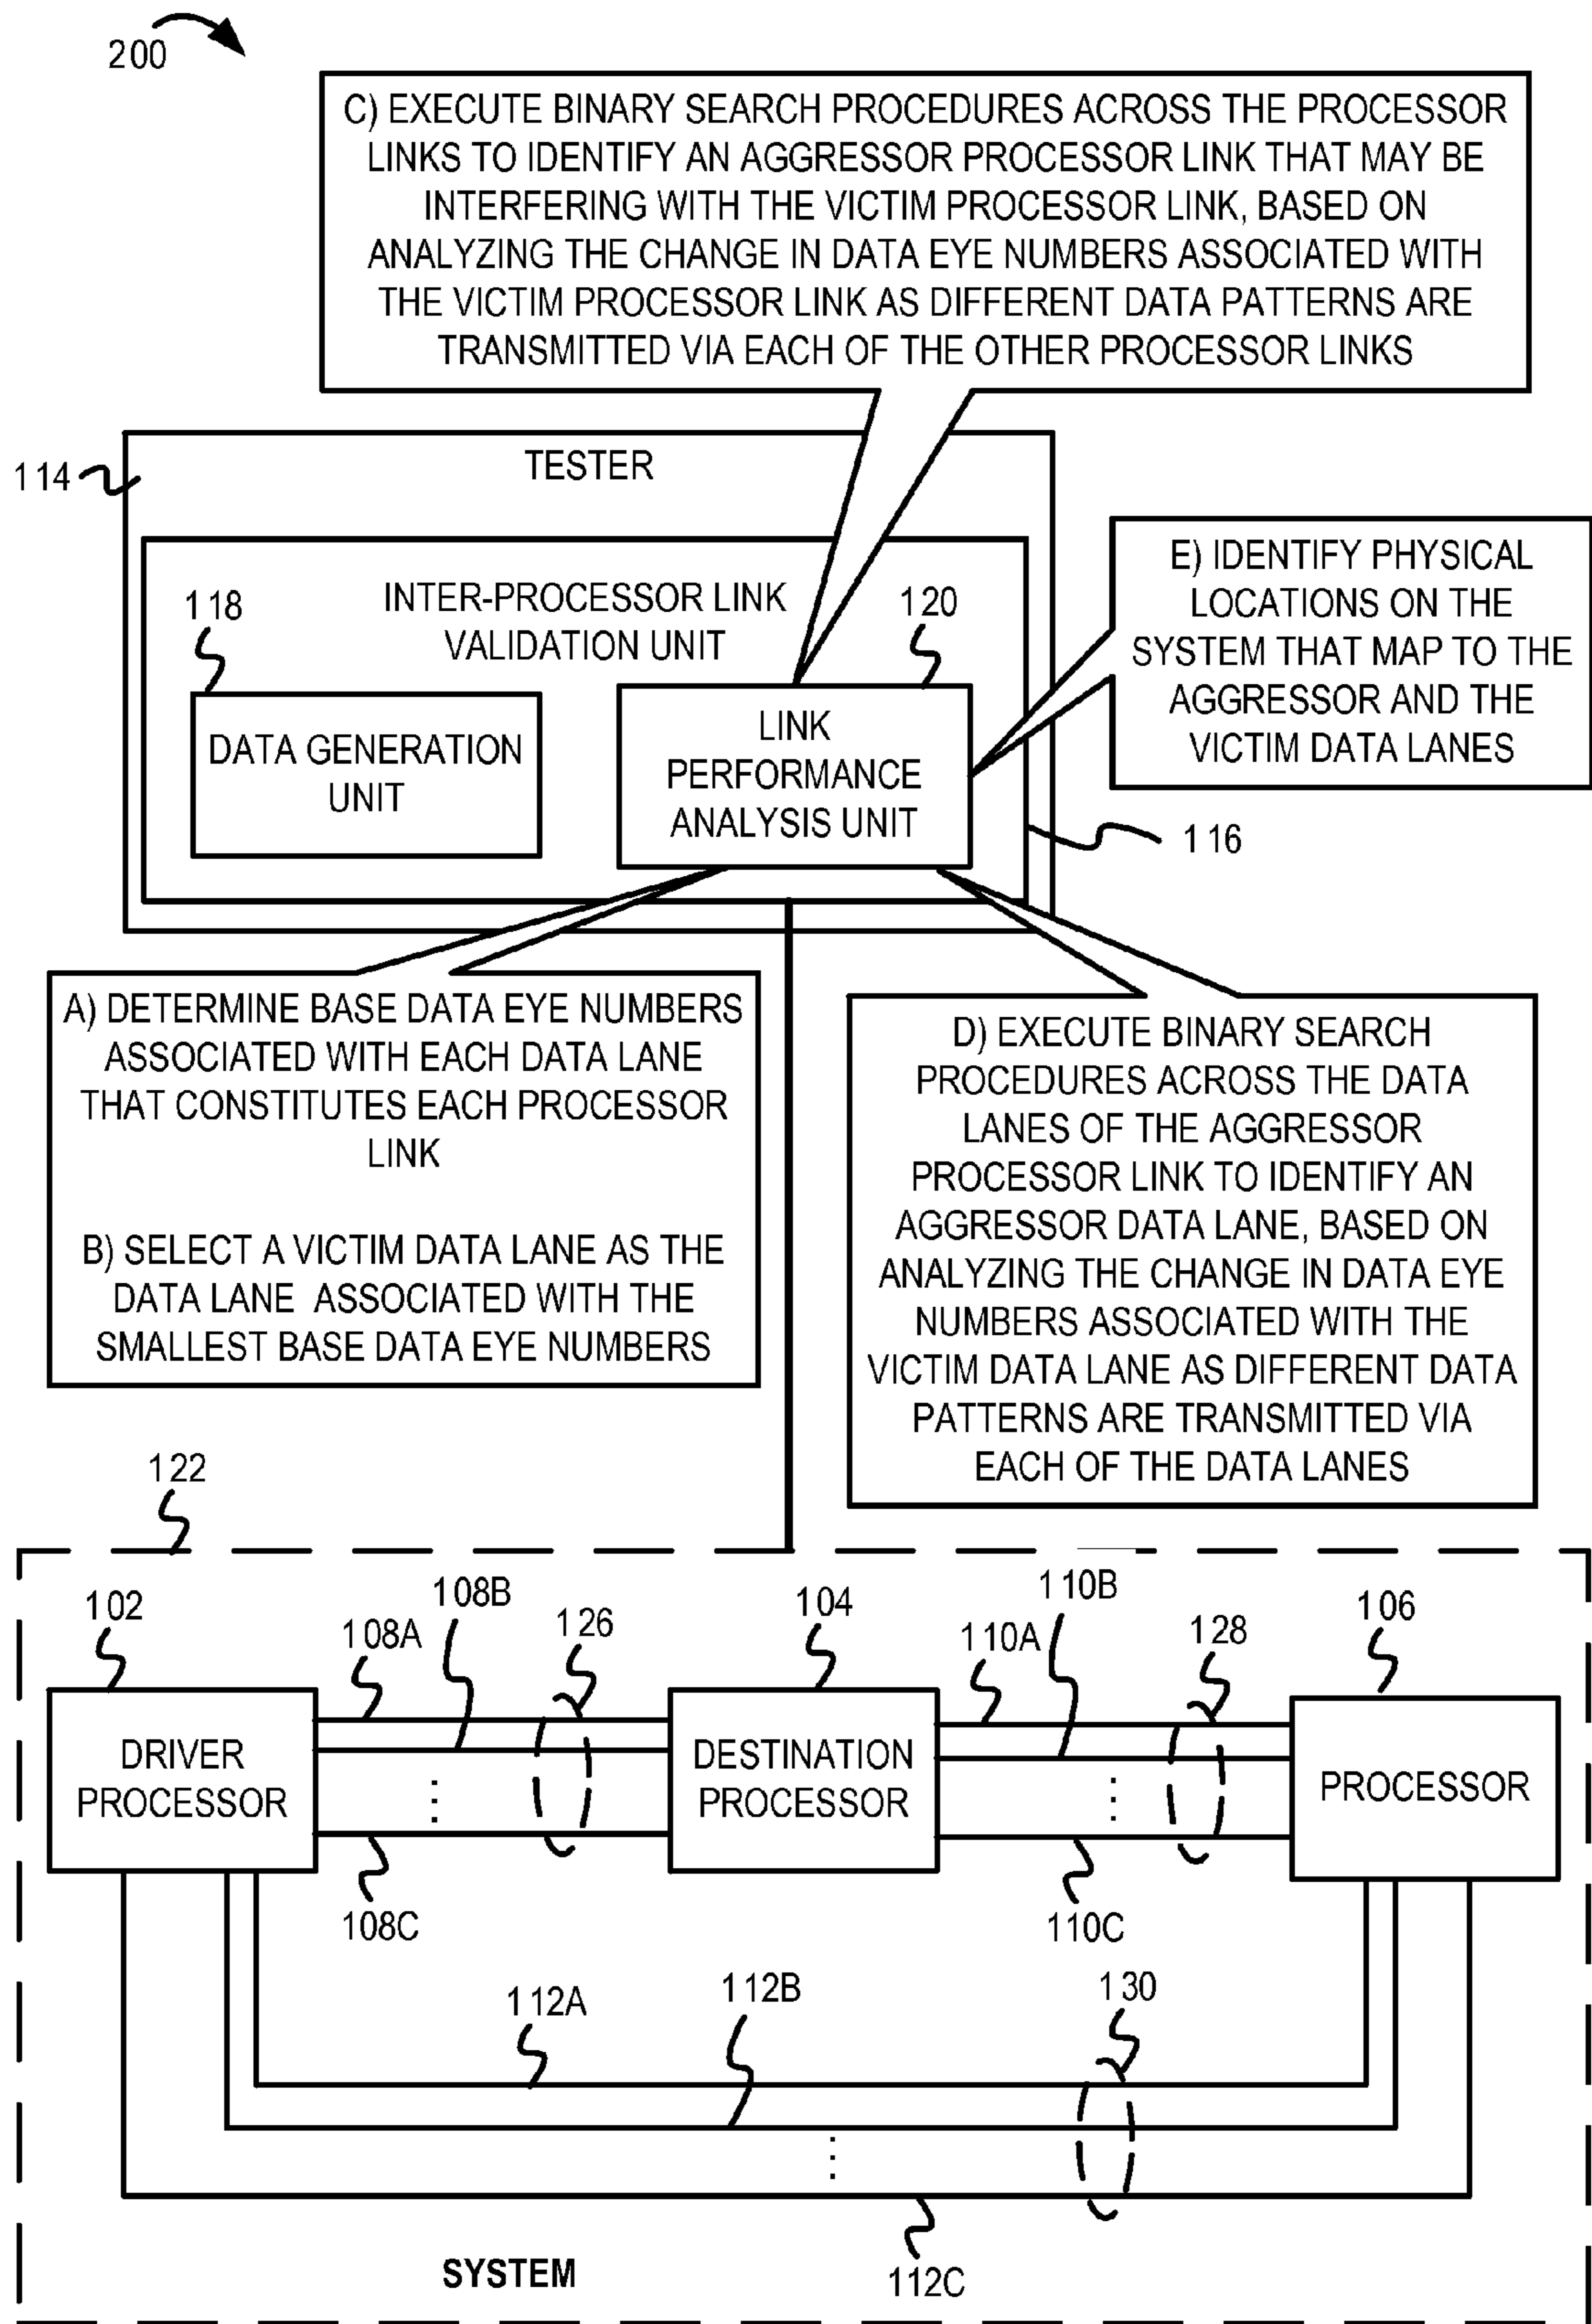 200
C) EXECUTE BINARY SEARCH PROCEDURES ACROSS THE PROCESSOR
LINKS TO IDENTIFY AN AGGRESSOR PROCESSOR LINK THAT MAY BE
INTERFERING WITH THE VICTIM PROCESSOR LINK, BASED ON
ANALYZING THE CHANGE IN DATA EYE NUMBERS ASSOCIATED WITH
THE VICTIM PROCESSOR LINK AS DIFFERENT DATA PATTERNS ARE
TRANSMITTED VIA EACH OF THE OTHER PROCESSOR LINKS
114
TESTER
INTER-PROCESSOR LINK
VALIDATION UNIT
118
120
DATA GENERATION
UNIT
LINK
PERFORMANCE
ANALYSIS UNIT
E) IDENTIFY PHYSICAL
LOCATIONS ON THE
SYSTEM THAT MAP TO THE
AGGRESSOR AND THE
VICTIM DATA LANES
116
A) DETERMINE BASE DATA EYE NUMBERS
ASSOCIATED WITH EACH DATA LANE
THAT CONSTITUTES EACH PROCESSOR
LINK
B) SELECT A VICTIM DATA LANE AS THE
DATA LANE ASSOCIATED WITH THE
SMALLEST BASE DATA EYE NUMBERS
D) EXECUTE BINARY SEARCH
PROCEDURES ACROSS THE DATA
LANES OF THE AGGRESSOR
PROCESSOR LINK TO IDENTIFY AN
AGGRESSOR DATA LANE, BASED ON
ANALYZING THE CHANGE IN DATA EYE
NUMBERS ASSOCIATED WITH THE
VICTIM DATA LANE AS DIFFERENT DATA
PATTERNS ARE TRANSMITTED VIA
EACH OF THE DATA LANES
122
102
108A
108B
126
104
110A
110B
128
106
DRIVER
PROCESSOR
DESTINATION
PROCESSOR
PROCESSOR
108C
110C
112A
112B
130
112C
SYSTEM